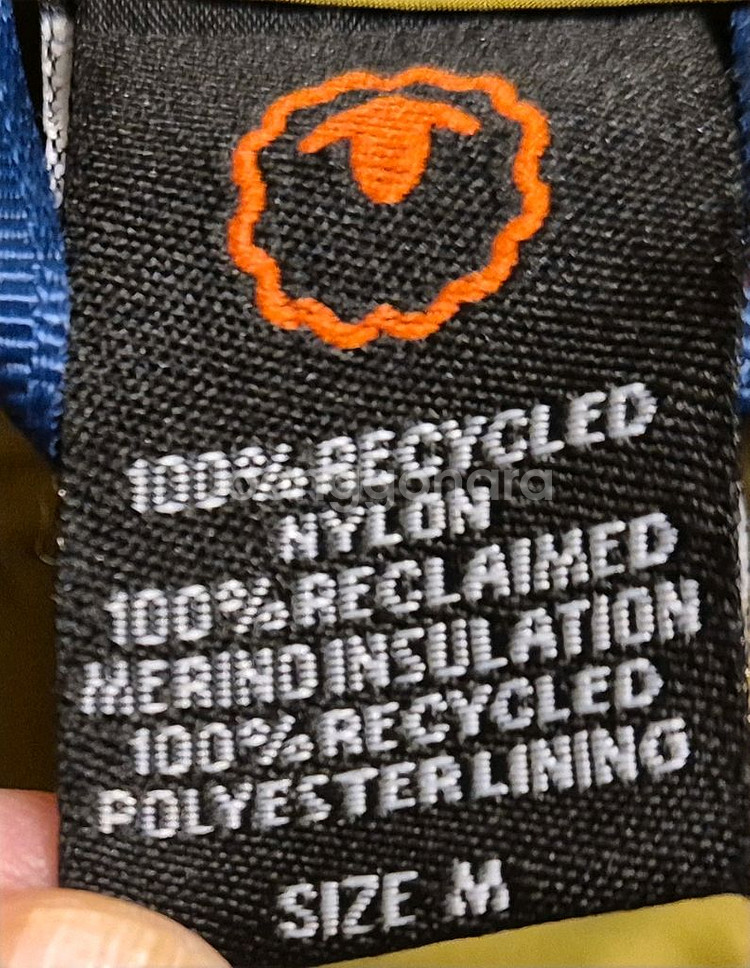 100% RECYCLED
NYLON
100% RECLAIMED
MERINO INSULATION
100% RECYCLED
POLYESTER LINING
SIZE M